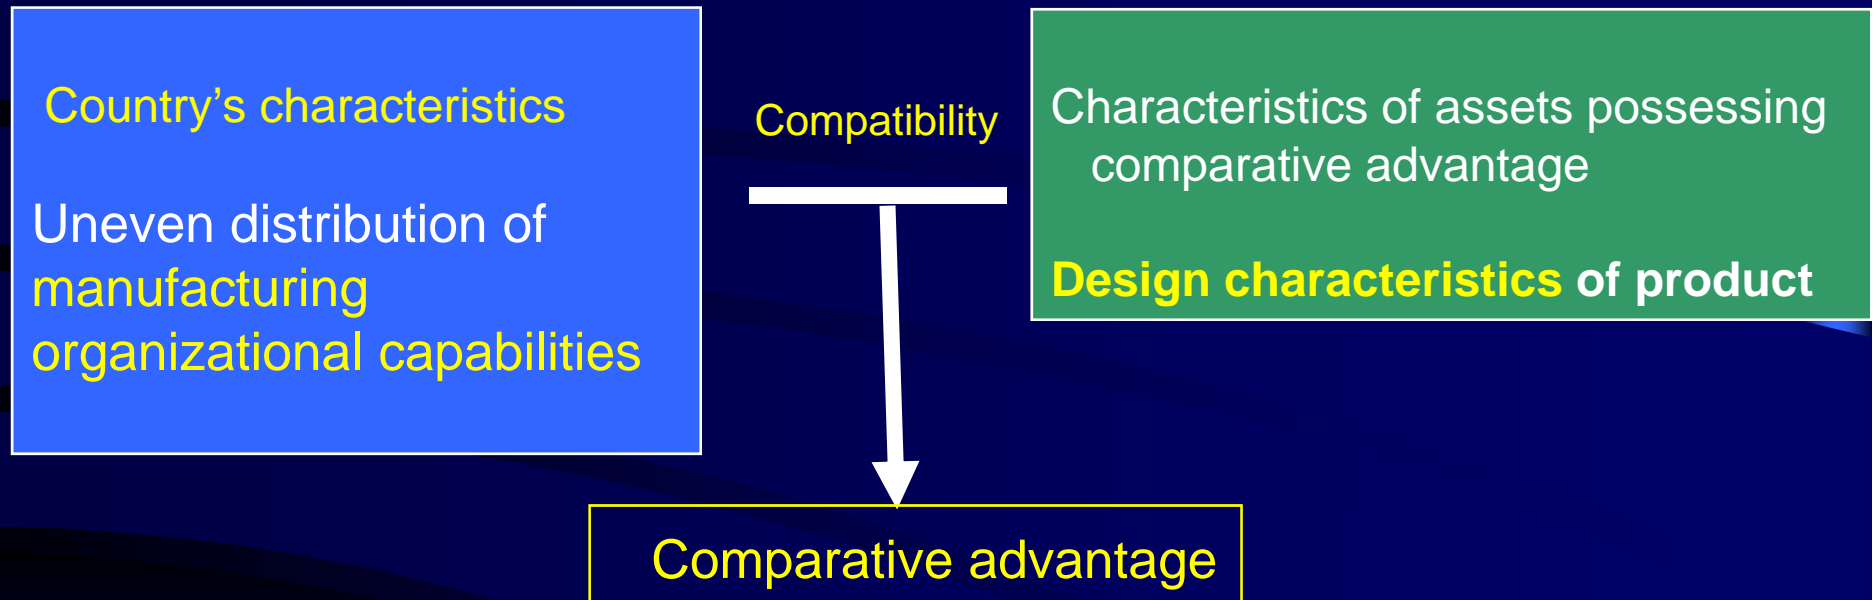 Country’s characteristics
Uneven distribution of
manufacturing
organizational capabilities
Compatibility
Characteristics of assets possessing
comparative advantage
Design characteristics of product
Comparative advantage